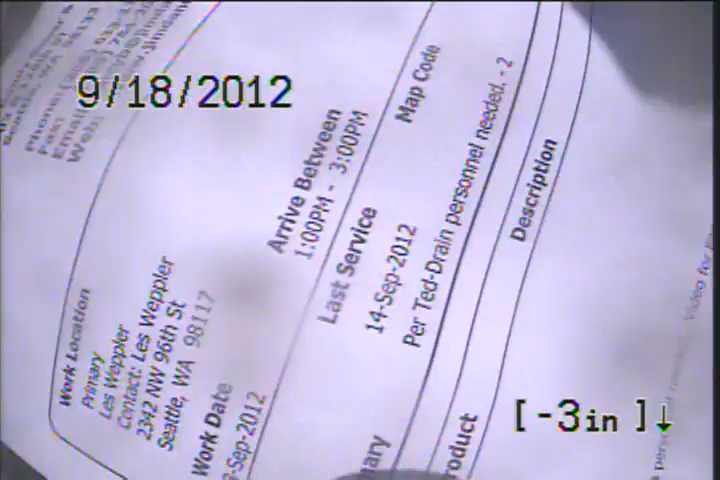 9/18/2012
Work Location
Primary
Les Weppler
Contact: Les Weppler
2342 NW 96th St
Seattle, WA 98117
Work Date
Arrive Between
1:00PM - 3:00PM
Last Service
14-Sep-2012
Map Code
Per Ted-Drain personnel needed. - 2
Description
[-3in ]↓
Video for